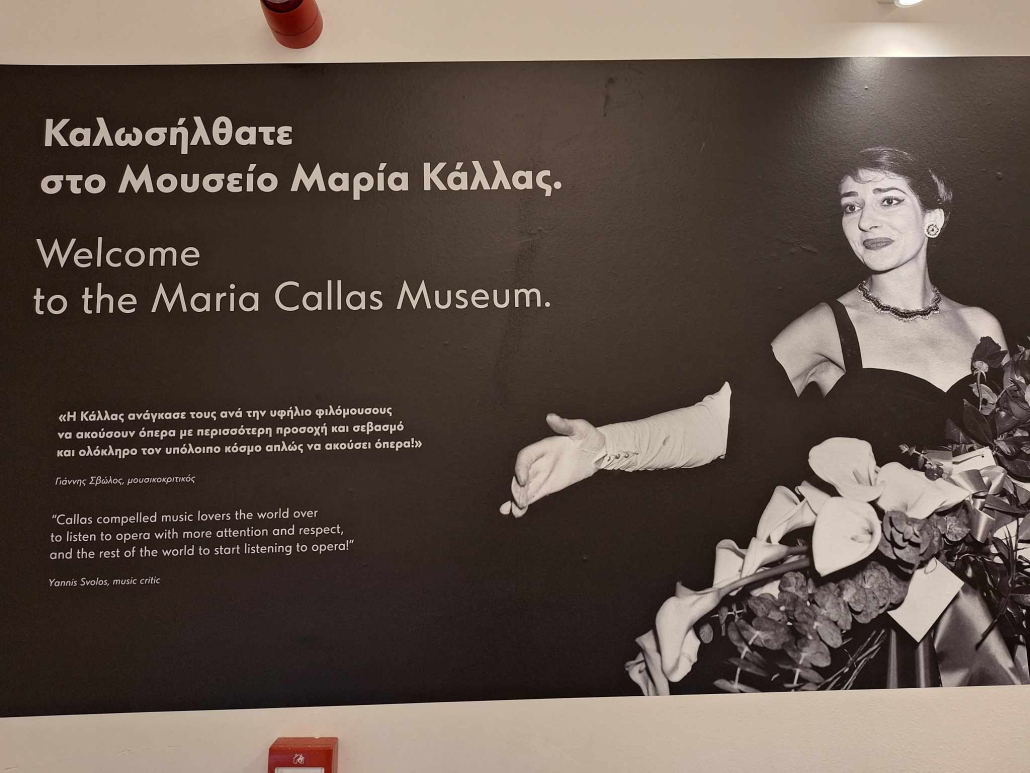 Καλωσήλθατε
στο Μουσείο Μαρία Κάλλας.
Welcome
to the Maria Callas Museum.
«Η Κάλλας ανάγκασε τους ανά την υφήλιο φιλόμουσους
να ακούσουν όπερα με περισσότερη προσοχή και σεβασμό
και ολόκληρο τον υπόλοιπο κόσμο απλώς να ακούσει όπερα!»
Γιάννης Σβώλος, μουσικοκριτικός
“Callas compelled music lovers the world over
to listen to opera with more attention and respect,
and the rest of the world to start listening to opera!”
Yannis Svolos, music critic